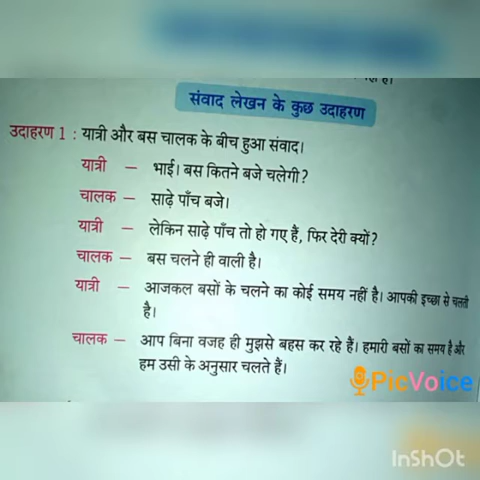 संवाद लेखन के कुछ उदाहरण
उदाहरण 1 : यात्री और बस चालक के बीच हुआ संवाद।
यात्री – भाई। बस कितने बजे चलेगी?
चालक – साढ़े पाँच बजे।
यात्री – लेकिन साढ़े पाँच तो हो गए हैं, फिर देरी क्यों?
चालक – बस चलने ही वाली है।
यात्री – आजकल बसों के चलने का कोई समय नहीं है। आपकी इच्छा से चलती
है।
चालक – आप बिना वजह ही मुझसे बहस कर रहे हैं। हमारी बसों का समय है और
हम उसी के अनुसार चलते हैं।
PicVoice
InShOt